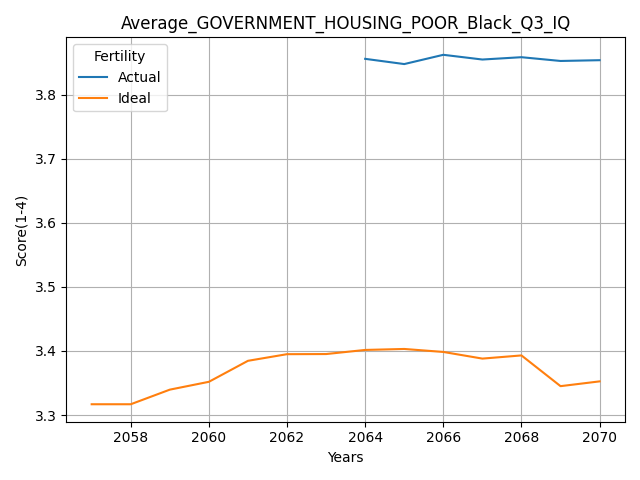 Average_GOVERNMENT_HOUSING_POOR_Black_Q3_IQ
Fertility
Actual
Ideal
Score(1-4)
3.8
3.7
3.6
3.5
3.4
3.3
2058
2060
2062
2064
2066
2068
2070
Years